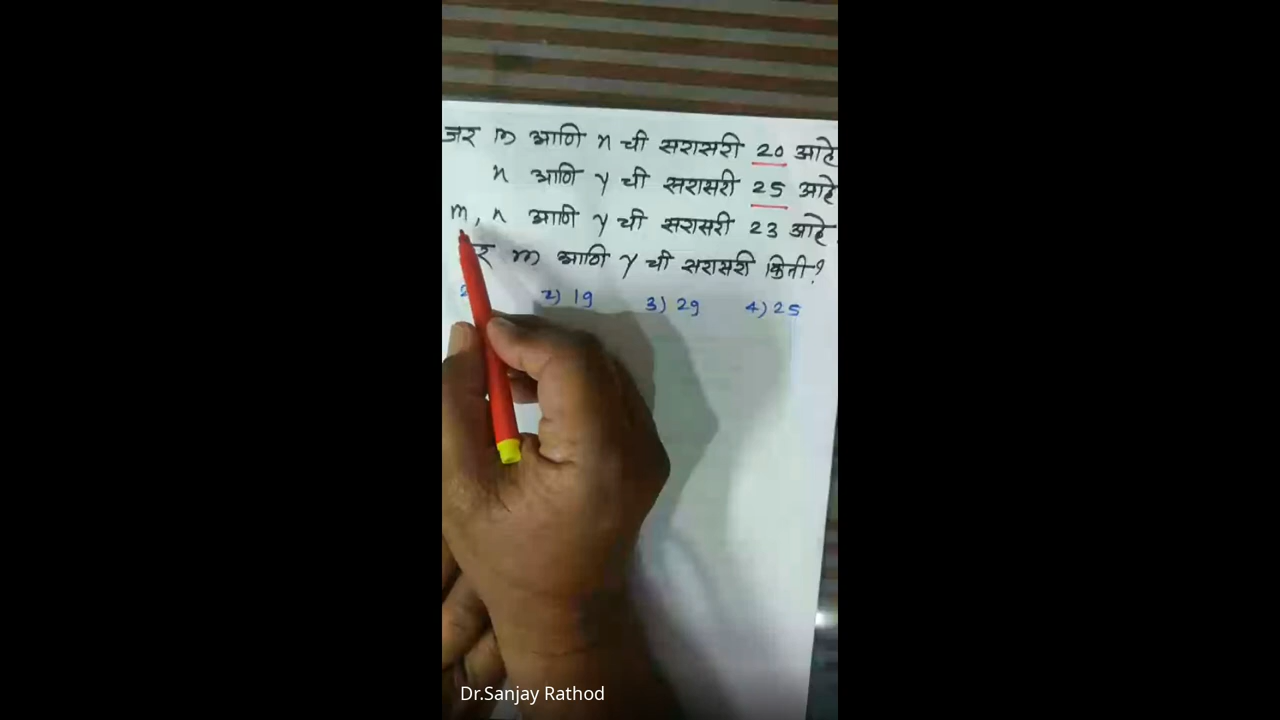 जर m आणि n ची सरासरी 20 आहे
n आणि y ची सरासरी 25 आहे
m, n आणि y ची सरासरी 23 आहे.
m आणि y ची सरासरी किती?
2) 19 3) 29 4) 25
Dr.Sanjay Rathod